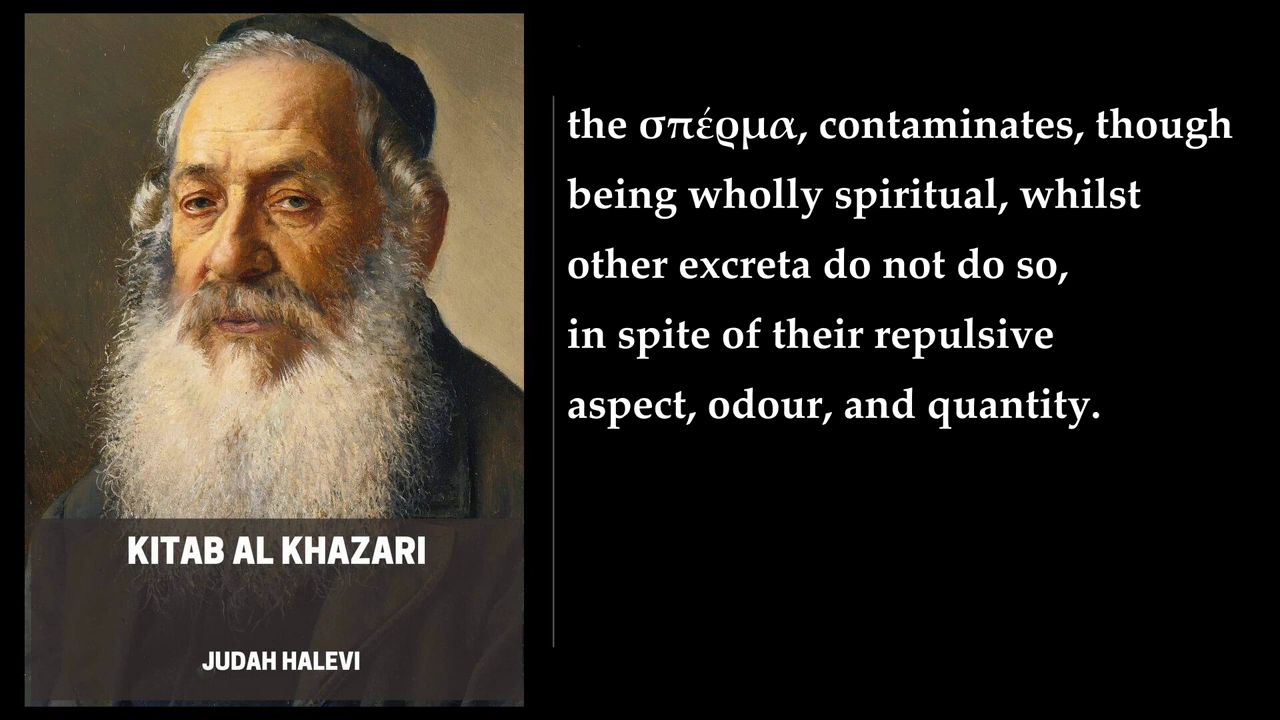 the σπέρμα, contaminates, though
being wholly spiritual, whilst
other excreta do not do so,
in spite of their repulsive
aspect, odour, and quantity.
KITAB AL KHAZARI
JUDAH HALEVI